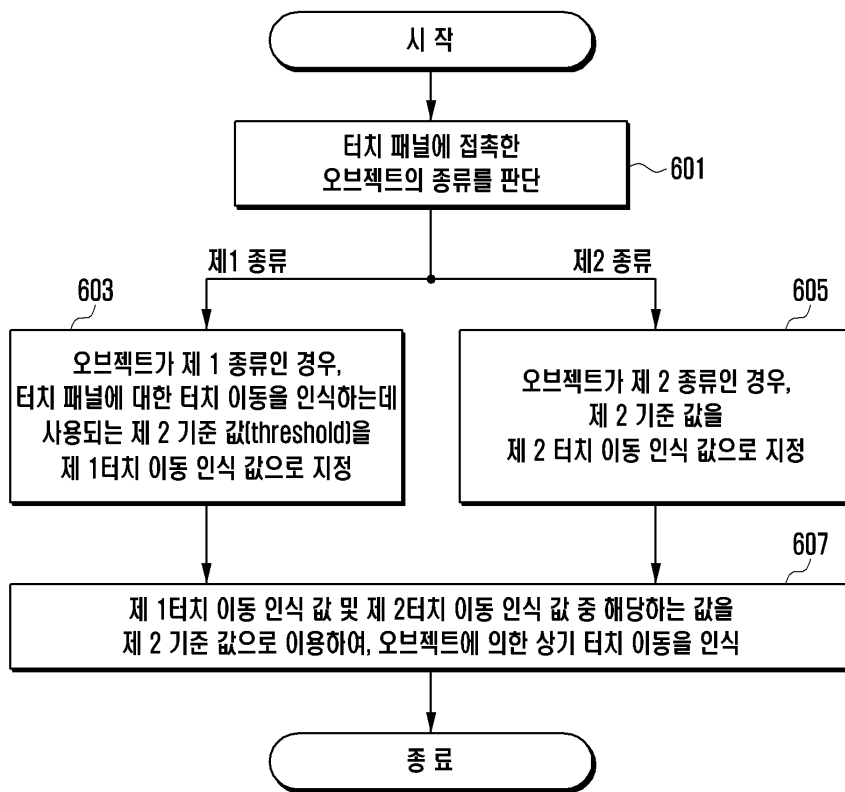 시 작
터치 패널에 접촉한
오브젝트의 종류를 판단
601
제1 종류
제2 종류
603
605
오브젝트가 제 1 종류인 경우,
터치 패널에 대한 터치 이동을 인식하는데
사용되는 제 2 기준 값(threshold)을
제 1터치 이동 인식 값으로 지정
오브젝트가 제 2 종류인 경우,
제 2 기준 값을
제 2 터치 이동 인식 값으로 지정
607
제 1터치 이동 인식 값 및 제 2터치 이동 인식 값 중 해당하는 값을
제 2 기준 값으로 이용하여, 오브젝트에 의한 상기 터치 이동을 인식
종 료